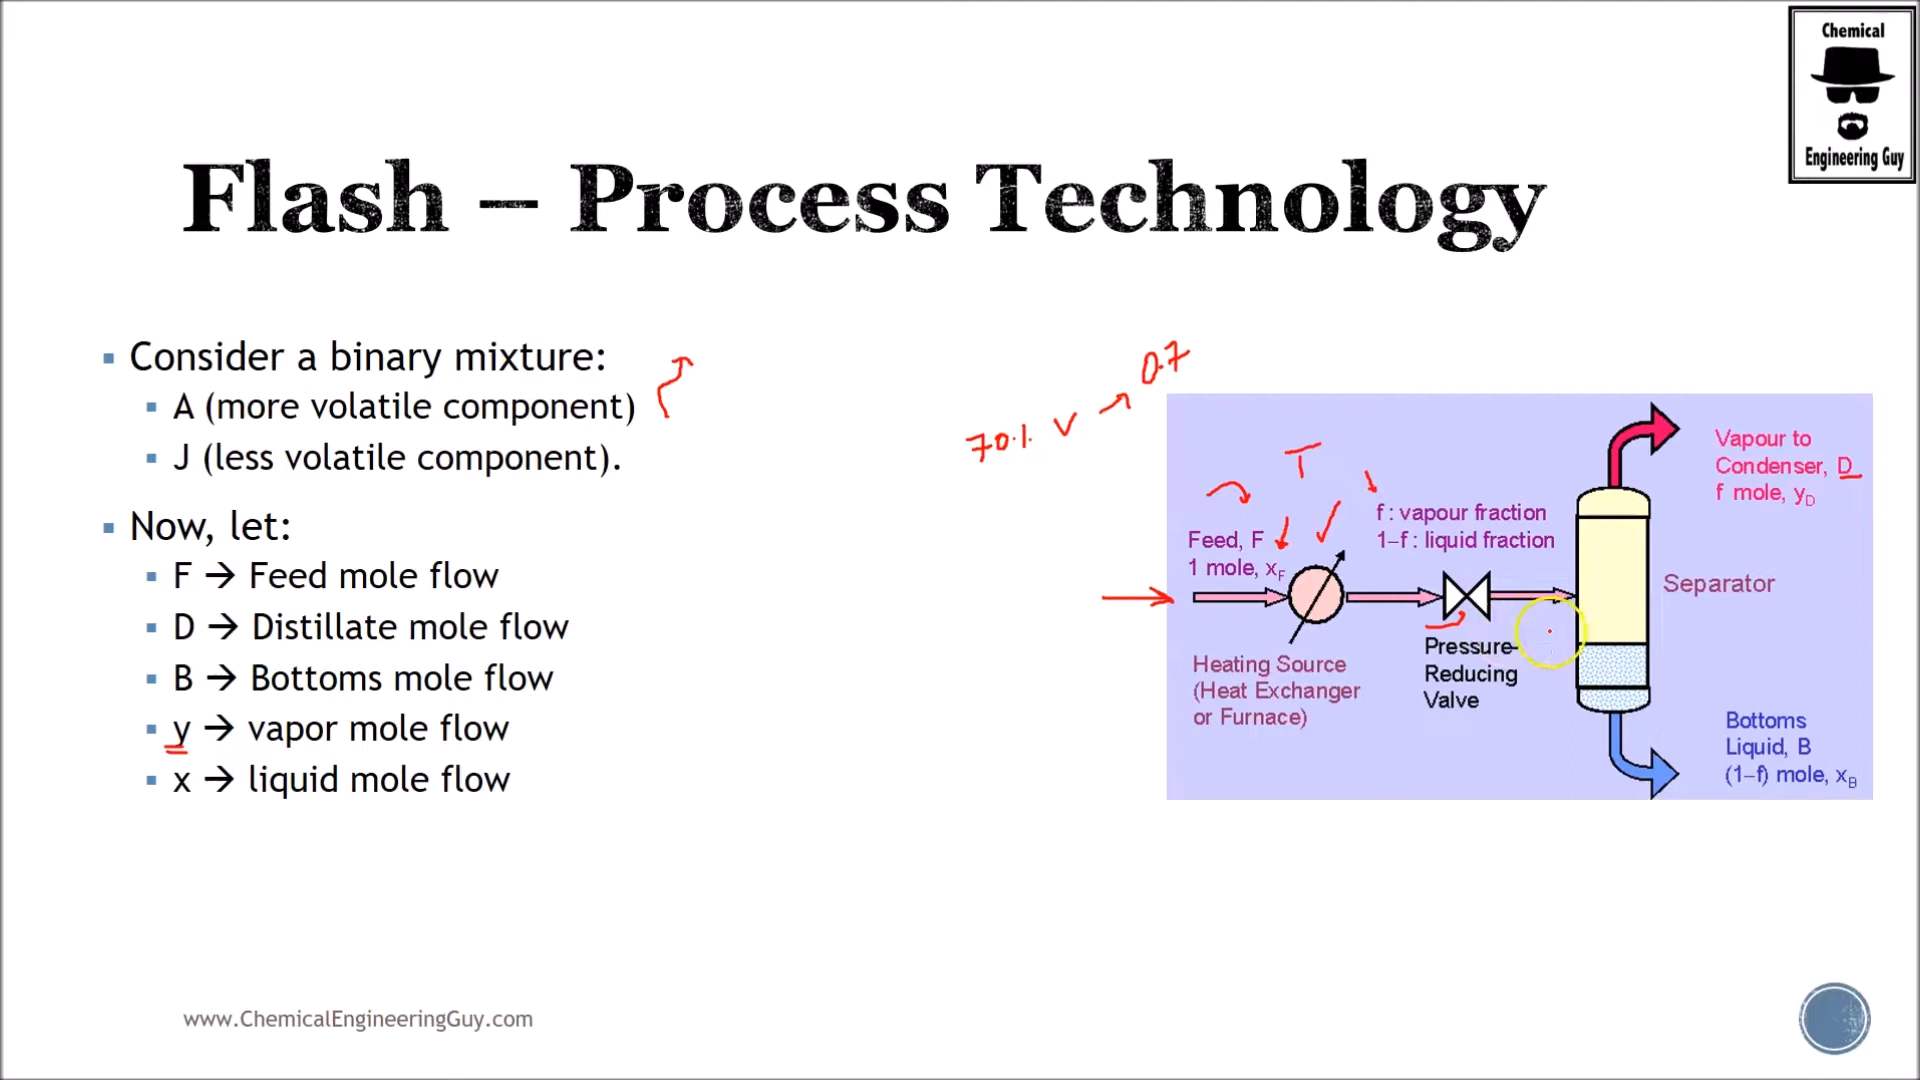 Chemical
Engineering Guy
Flash – Process Technology
▪ Consider a binary mixture:
▪ A (more volatile component)
▪ J (less volatile component).
▪ Now, let:
▪ F → Feed mole flow
▪ D → Distillate mole flow
▪ B → Bottoms mole flow
▪ y → vapor mole flow
▪ x → liquid mole flow
70% V → 0.7
T
Feed, F
1 mole, xF
f : vapour fraction
1–f : liquid fraction
Heating Source
(Heat Exchanger
or Furnace)
Pressure-
Reducing
Valve
Vapour to
Condenser, D
f mole, yD
Separator
Bottoms
Liquid, B
(1–f) mole, xB
www.ChemicalEngineeringGuy.com